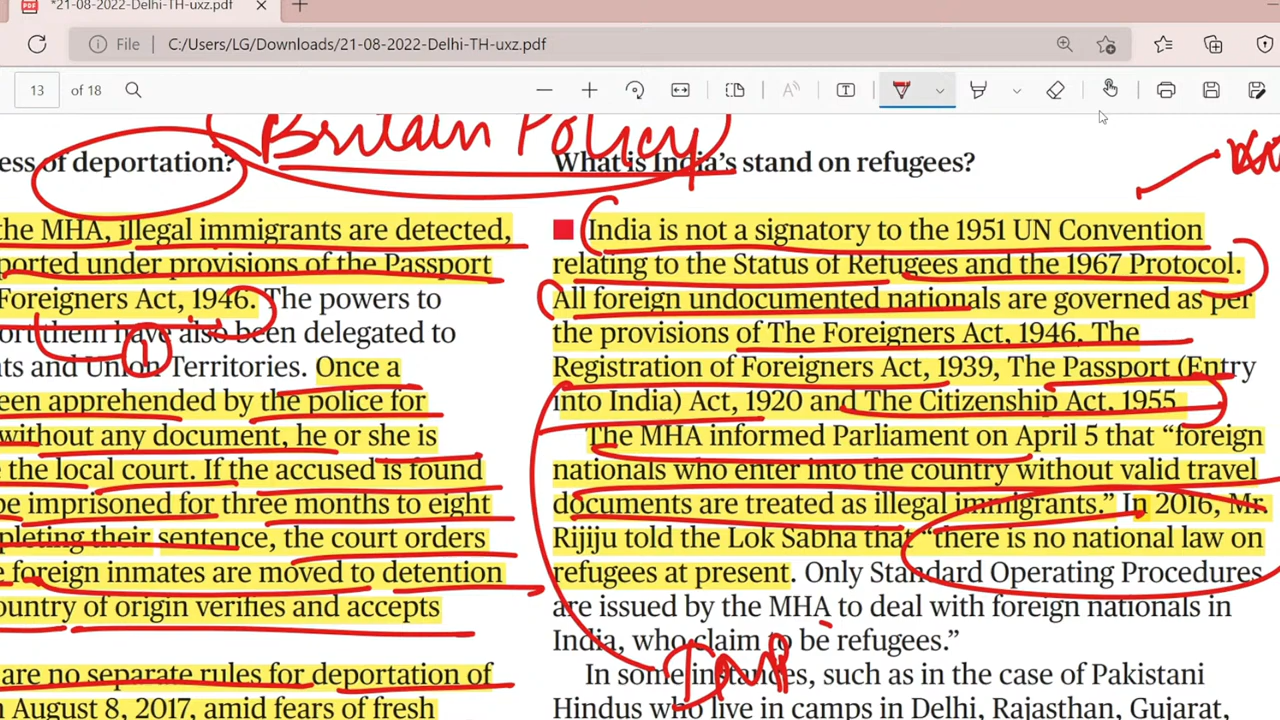 *21-08-2022-Delhi-TH-uxz.pdf
File C:/Users/LG/Downloads/21-08-2022-Delhi-TH-uxz.pdf
13 of 18
Britain Policy
ess of deportation?
the MHA, illegal immigrants are detected,
ported under provisions of the Passport
Foreigners Act, 1946. The powers to
ort them have also been delegated to
1
nts and Union Territories. Once a
een apprehended by the police for
without any document, he or she is
e the local court. If the accused is found
be imprisoned for three months to eight
pleting their sentence, the court orders
e foreign inmates are moved to detention
ountry of origin verifies and accepts
are no separate rules for deportation of
n August 8, 2017, amid fears of fresh
What is India's stand on refugees?
India is not a signatory to the 1951 UN Convention
relating to the Status of Refugees and the 1967 Protocol.
All foreign undocumented nationals are governed as per
the provisions of The Foreigners Act, 1946, The
Registration of Foreigners Act, 1939, The Passport (Entry
into India) Act, 1920 and The Citizenship Act, 1955.
The MHA informed Parliament on April 5 that “foreign
nationals who enter into the country without valid travel
documents are treated as illegal immigrants.” In 2016, Mr.
Rijiju told the Lok Sabha that “there is no national law on
refugees at present. Only Standard Operating Procedures
are issued by the MHA to deal with foreign nationals in
India, who claim to be refugees.”
Imp
In some instances, such as in the case of Pakistani
Hindus who live in camps in Delhi, Rajasthan, Gujarat,